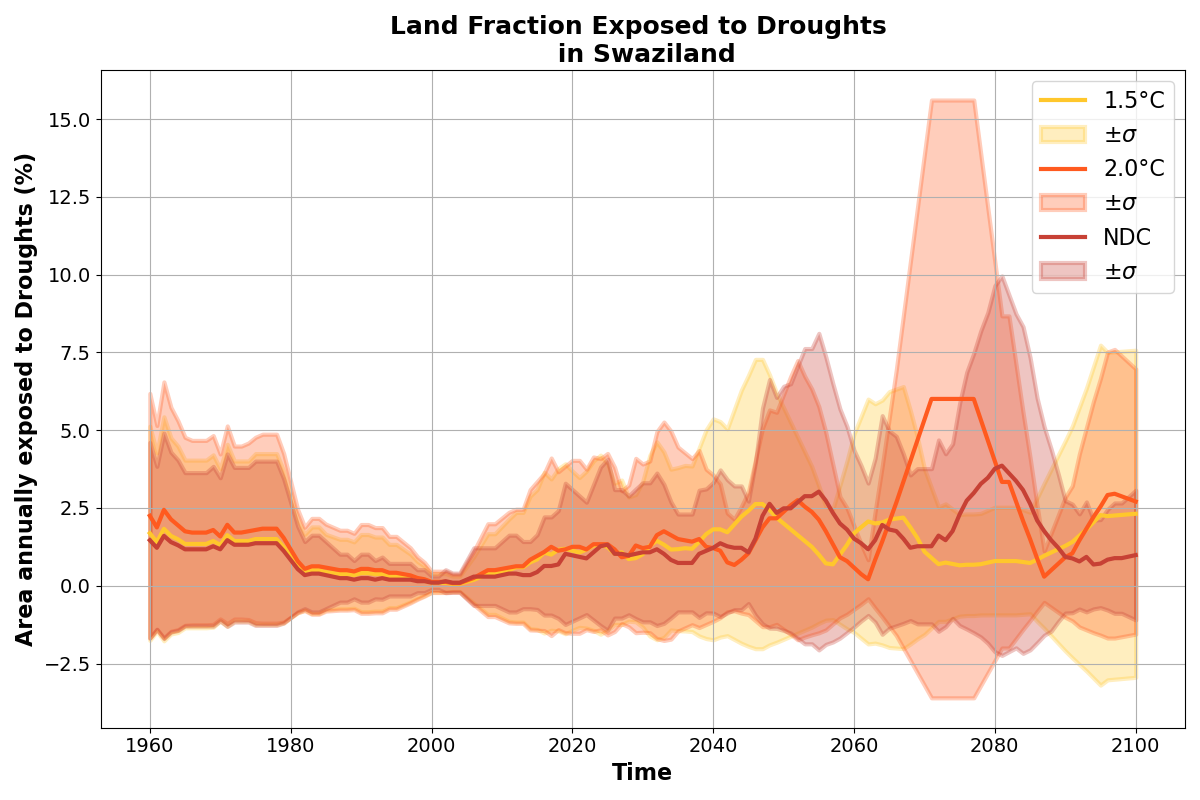 Land Fraction Exposed to Droughts
in Swaziland
Area annually exposed to Droughts (%)
15.0
12.5
10.0
7.5
5.0
2.5
0.0
−2.5
1960
1980
2000
2020
2040
2060
2080
2100
Time
1.5°C
±σ
2.0°C
±σ
NDC
±σ